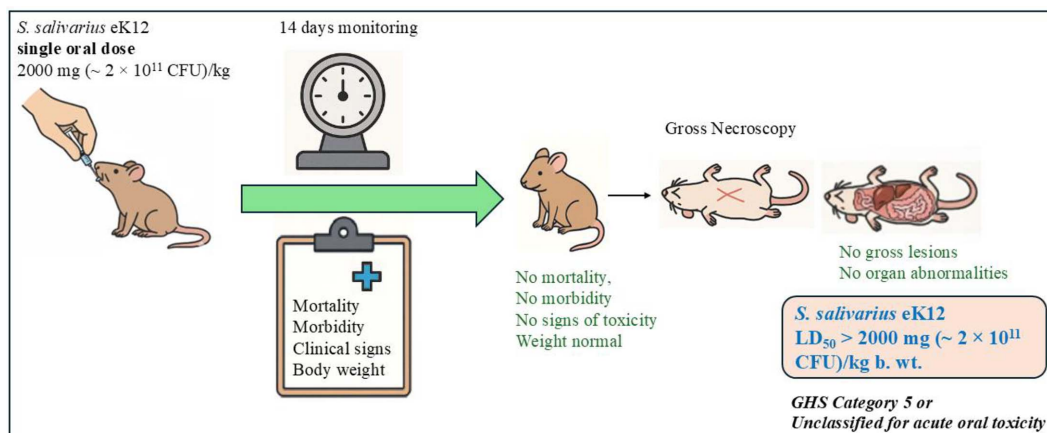 S. salivarius eK12
single oral dose
2000 mg (~ 2 × 10¹¹ CFU)/kg
14 days monitoring
Mortality
Morbidity
Clinical signs
Body weight
No mortality,
No morbidity
No signs of toxicity
Weight normal
Gross Necroscopy
No gross lesions
No organ abnormalities
S. salivarius eK12
LD₅₀ > 2000 mg (~ 2 × 10¹¹
CFU)/kg b. wt.
GHS Category 5 or
Unclassified for acute oral toxicity